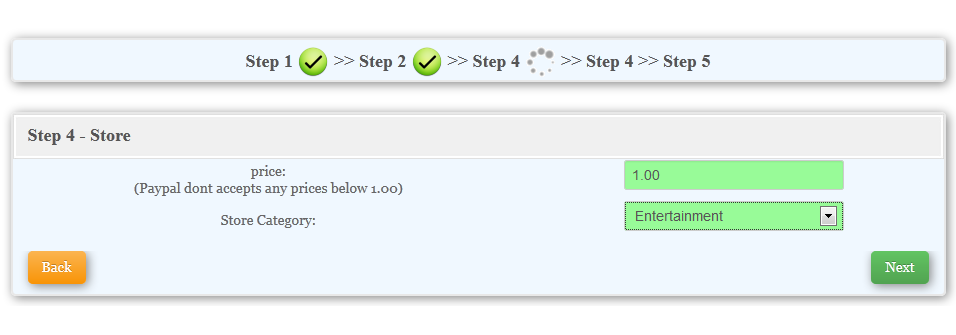 Step 1 >> Step 2 >> Step 4 >> Step 4 >> Step 5
Step 4 - Store
price:
1.00
(Paypal dont accepts any prices below 1.00)
Store Category:
Entertainment
Back
Next